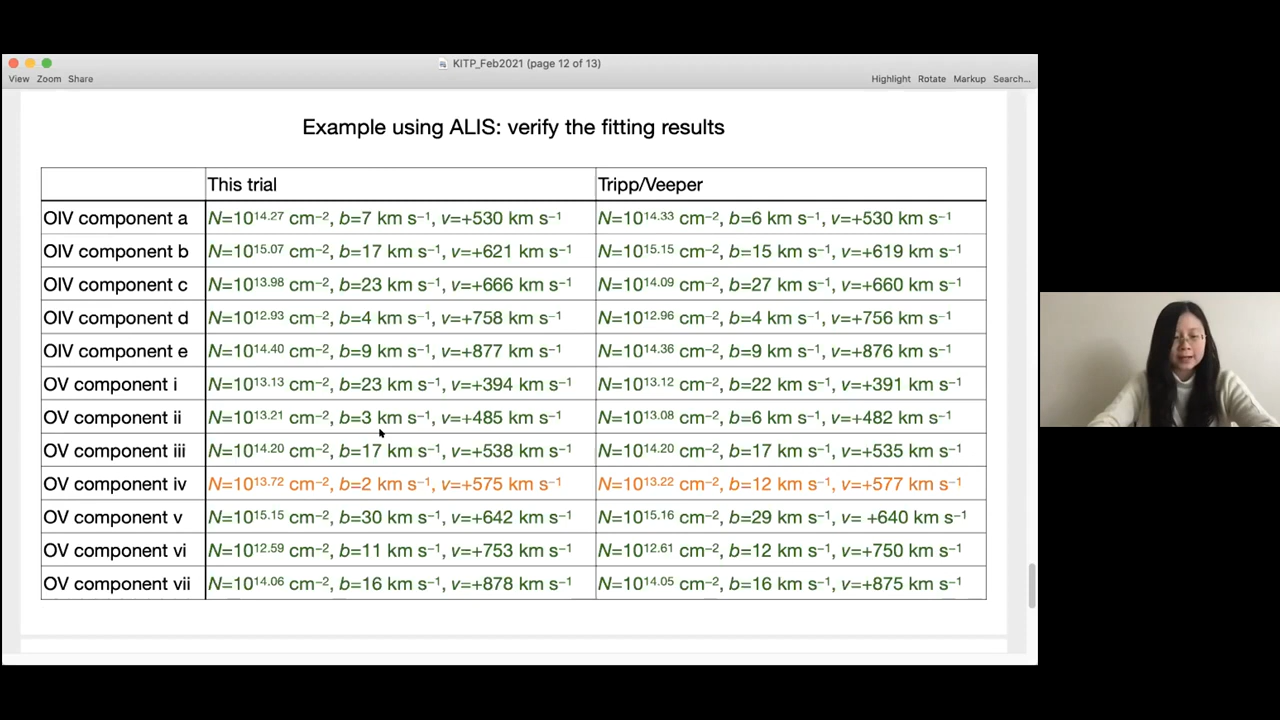 KITP_Feb2021 (page 12 of 13)
View Zoom Share Highlight Rotate Markup Search...
Example using ALIS: verify the fitting results
This trial Tripp/Veeper
OIV component a N=10^14.27 cm⁻², b=7 km s⁻¹, v=+530 km s⁻¹ N=10^14.33 cm⁻², b=6 km s⁻¹, v=+530 km s⁻¹
OIV component b N=10^15.07 cm⁻², b=17 km s⁻¹, v=+621 km s⁻¹ N=10^15.15 cm⁻², b=15 km s⁻¹, v=+619 km s⁻¹
OIV component c N=10^13.98 cm⁻², b=23 km s⁻¹, v=+666 km s⁻¹ N=10^14.09 cm⁻², b=27 km s⁻¹, v=+660 km s⁻¹
OIV component d N=10^12.93 cm⁻², b=4 km s⁻¹, v=+758 km s⁻¹ N=10^12.96 cm⁻², b=4 km s⁻¹, v=+756 km s⁻¹
OIV component e N=10^14.40 cm⁻², b=9 km s⁻¹, v=+877 km s⁻¹ N=10^14.36 cm⁻², b=9 km s⁻¹, v=+876 km s⁻¹
OV component i N=10^13.13 cm⁻², b=23 km s⁻¹, v=+394 km s⁻¹ N=10^13.12 cm⁻², b=22 km s⁻¹, v=+391 km s⁻¹
OV component ii N=10^13.21 cm⁻², b=3 km s⁻¹, v=+485 km s⁻¹ N=10^13.08 cm⁻², b=6 km s⁻¹, v=+482 km s⁻¹
OV component iii N=10^14.20 cm⁻², b=17 km s⁻¹, v=+538 km s⁻¹ N=10^14.20 cm⁻², b=17 km s⁻¹, v=+535 km s⁻¹
OV component iv N=10^13.72 cm⁻², b=2 km s⁻¹, v=+575 km s⁻¹ N=10^13.22 cm⁻², b=12 km s⁻¹, v=+577 km s⁻¹
OV component v N=10^15.15 cm⁻², b=30 km s⁻¹, v=+642 km s⁻¹ N=10^15.16 cm⁻², b=29 km s⁻¹, v= +640 km s⁻¹
OV component vi N=10^12.59 cm⁻², b=11 km s⁻¹, v=+753 km s⁻¹ N=10^12.61 cm⁻², b=12 km s⁻¹, v=+750 km s⁻¹
OV component vii N=10^14.06 cm⁻², b=16 km s⁻¹, v=+878 km s⁻¹ N=10^14.05 cm⁻², b=16 km s⁻¹, v=+875 km s⁻¹